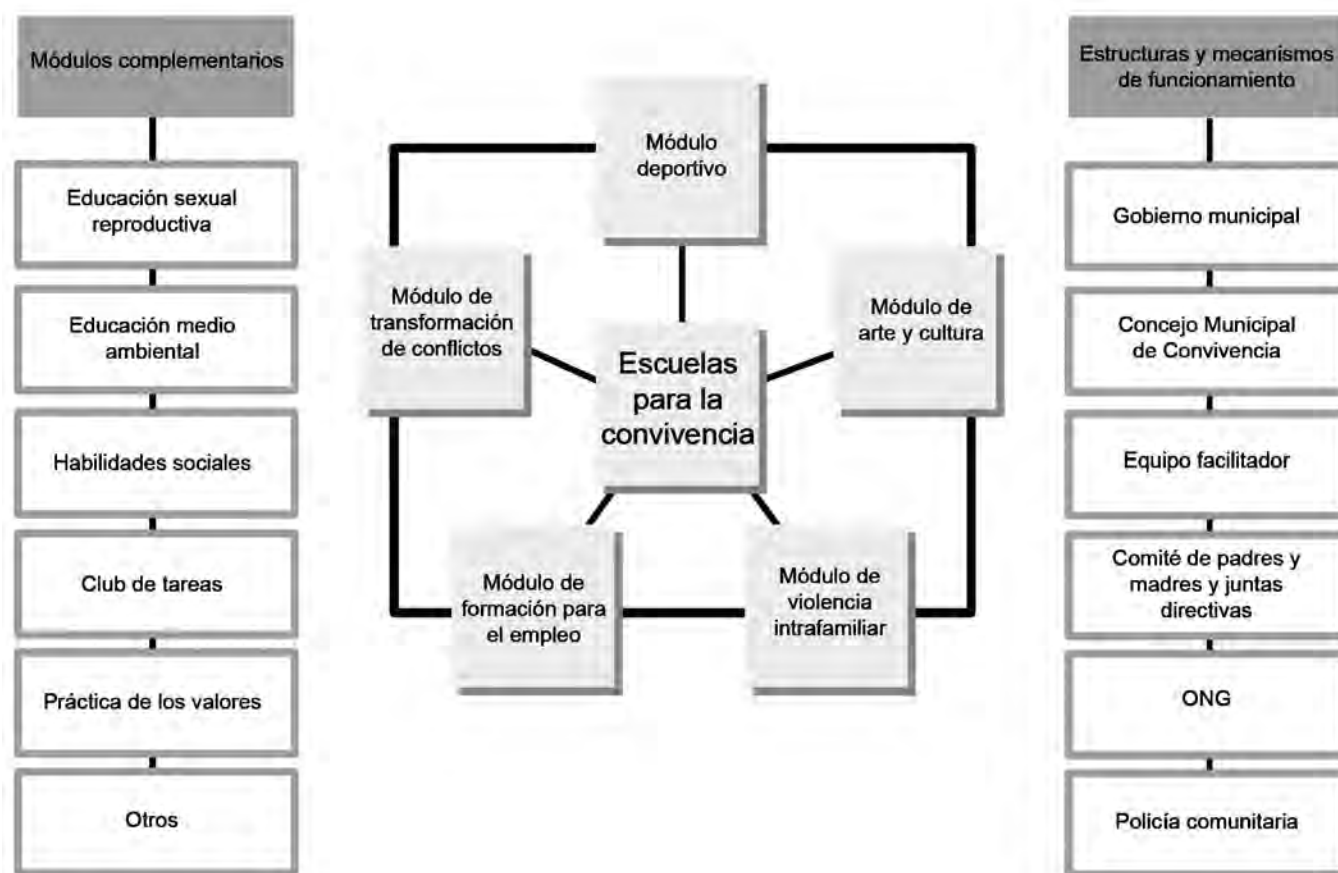 Módulos complementarios
Educación sexual
reproductiva
Educación medio
ambiental
Habilidades sociales
Club de tareas
Práctica de los valores
Otros
Módulo
deportivo
Módulo de
transformación
de conflictos
Módulo de
arte y cultura
Escuelas
para la
convivencia
Módulo de
formación para
el empleo
Módulo de
violencia
intrafamiliar
Estructuras y mecanismos
de funcionamiento
Gobierno municipal
Concejo Municipal
de Convivencia
Equipo facilitador
Comité de padres y
madres y juntas
directivas
ONG
Policía comunitaria